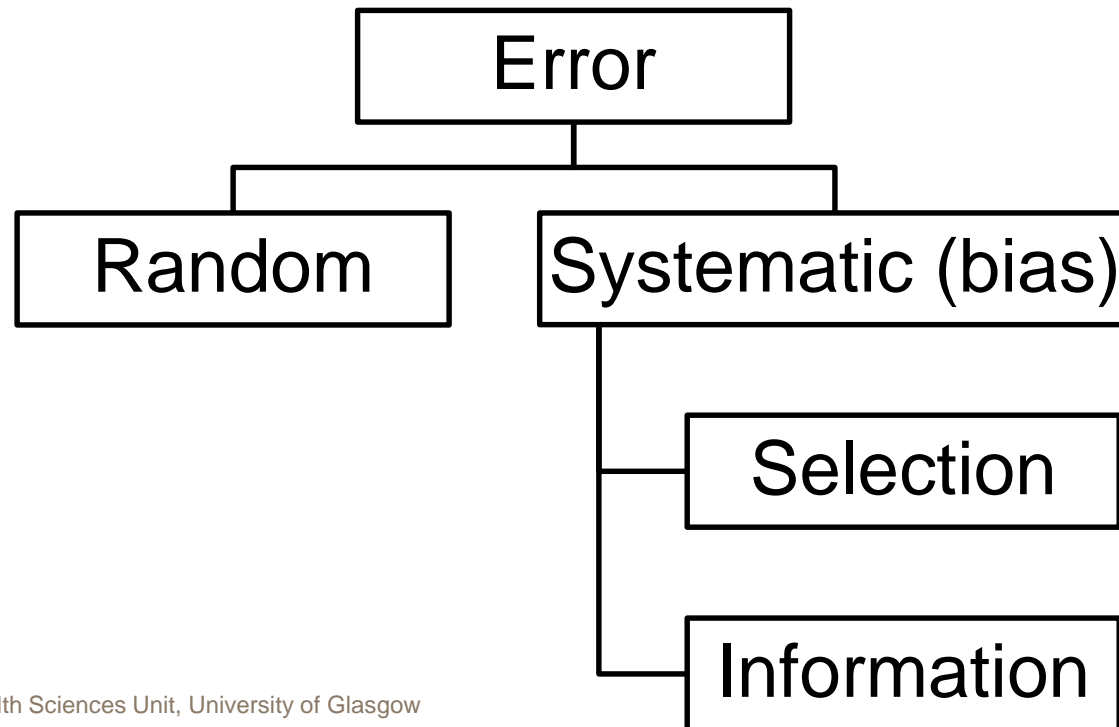 Error
Random
Systematic (bias)
Selection
Information
Sciences Unit, University of Glasgow